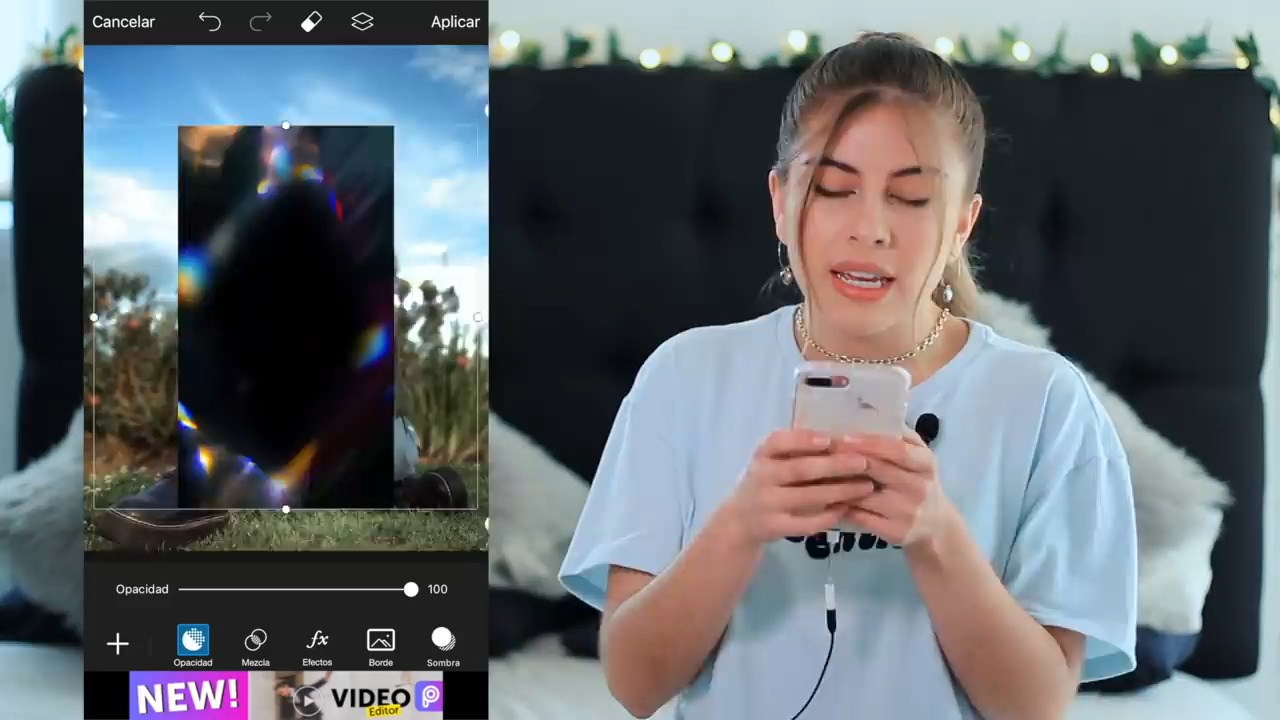 Cancelar
Aplicar
Opacidad
100
Opacidad
Mezcla
Efectos
Borde
Sombra
NEW!
VIDEO
Editor